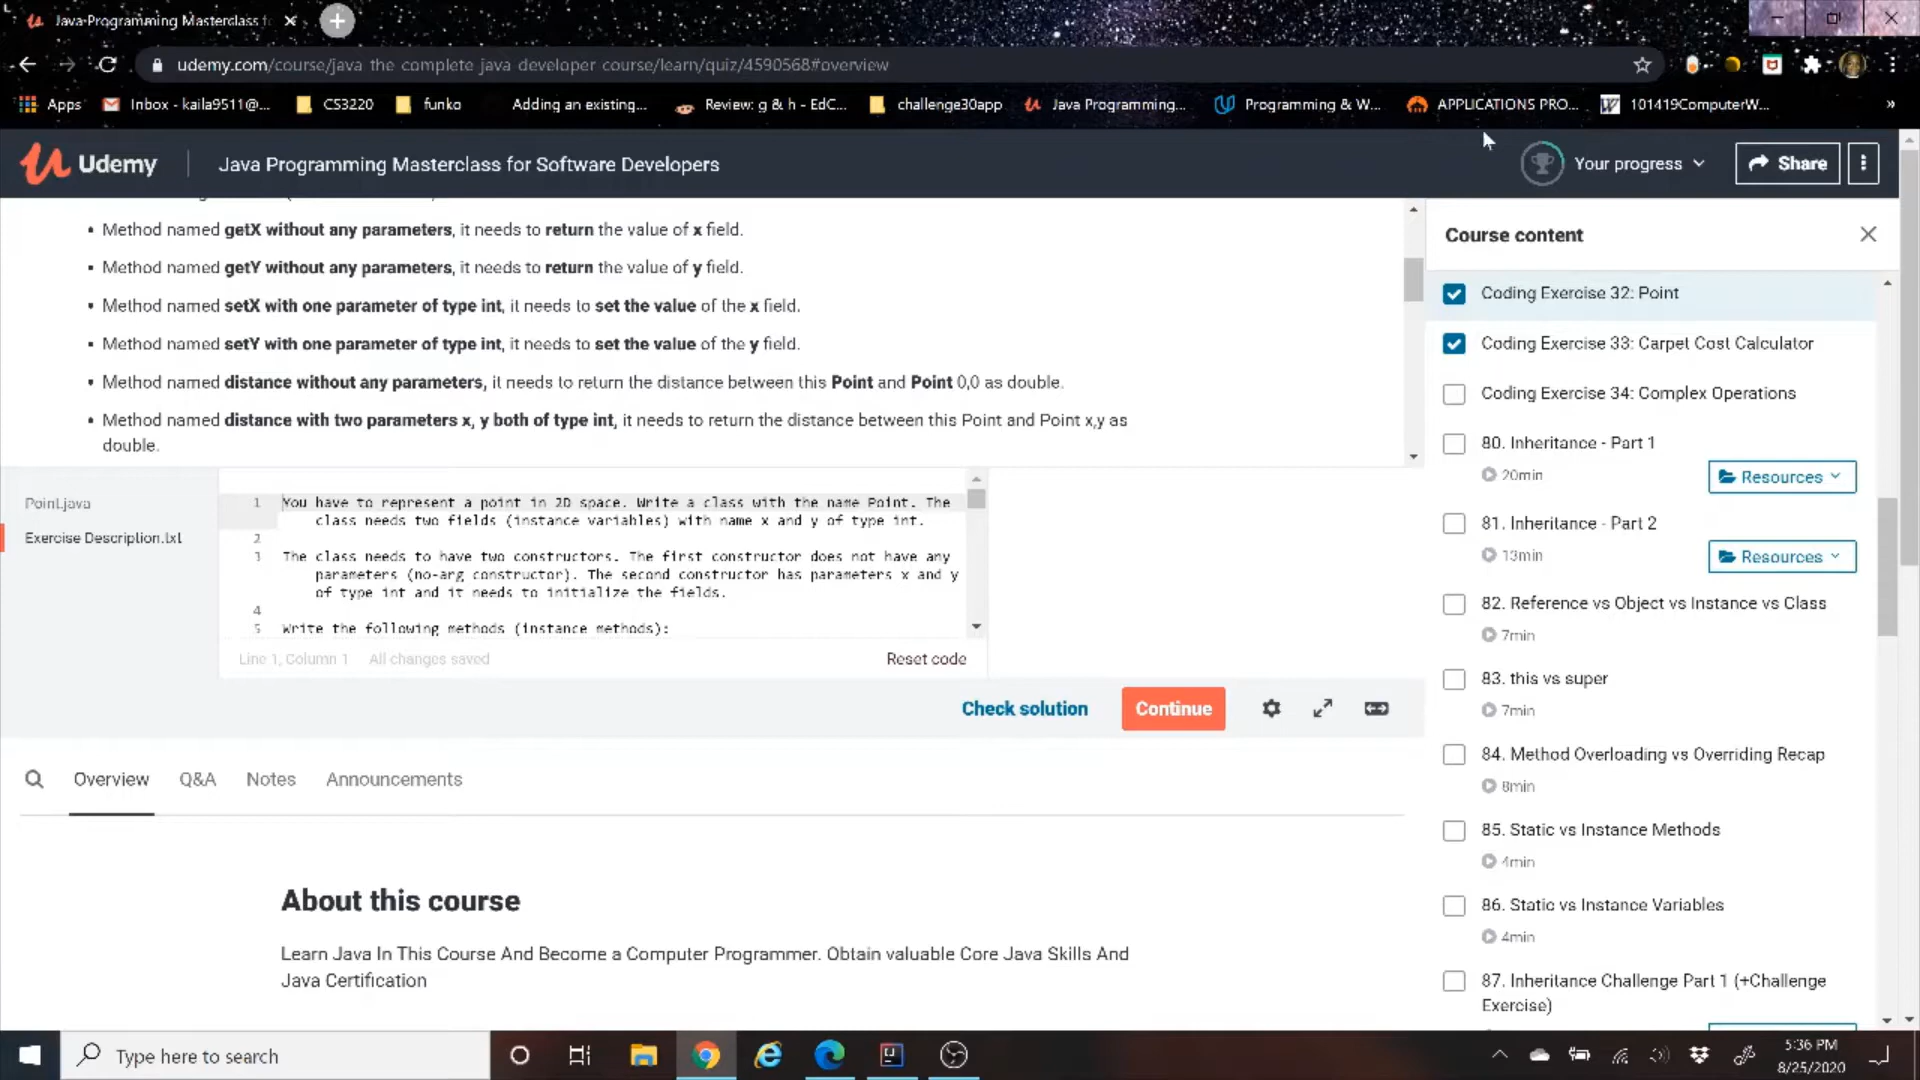 Java Programming Masterclass f
udemy.com/course/java the complete java developer course/learn/quiz/4590568#overview
Apps
Inbox - kaila9511@...
CS3220
funko
Adding an existing...
Review: g & h - EdC...
challenge30app
Java Programming...
Programming & W...
APPLICATIONS PRO...
101419ComputerW...
»
Udemy
Java Programming Masterclass for Software Developers
Your progress
Share
• Method named getX without any parameters, it needs to return the value of x field.
• Method named getY without any parameters, it needs to return the value of y field.
• Method named setX with one parameter of type int, it needs to set the value of the x field.
• Method named setY with one parameter of type int, it needs to set the value of the y field.
• Method named distance without any parameters, it needs to return the distance between this Point and Point 0,0 as double.
• Method named distance with two parameters x, y both of type int, it needs to return the distance between this Point and Point x,y as
double.
Point.java
Exercise Description.txt
1 You have to represent a point in 2D space. Write a class with the name Point. The
class needs two fields (instance variables) with name x and y of type int.
2
3 The class needs to have two constructors. The first constructor does not have any
parameters (no-arg constructor). The second constructor has parameters x and y
of type int and it needs to initialize the fields.
4
5 Write the following methods (instance methods):
Line 1, Column 1
All changes saved
Reset code
Check solution
Continue
Overview
Q&A
Notes
Announcements
About this course
Learn Java In This Course And Become a Computer Programmer. Obtain valuable Core Java Skills And
Java Certification
Course content
Coding Exercise 32: Point
Coding Exercise 33: Carpet Cost Calculator
Coding Exercise 34: Complex Operations
80. Inheritance - Part 1
20min
Resources
81. Inheritance - Part 2
13min
Resources
82. Reference vs Object vs Instance vs Class
7min
83. this vs super
7min
84. Method Overloading vs Overriding Recap
8min
85. Static vs Instance Methods
4min
86. Static vs Instance Variables
4min
87. Inheritance Challenge Part 1 (+Challenge
Exercise)
Type here to search
5:36 PM
8/25/2020